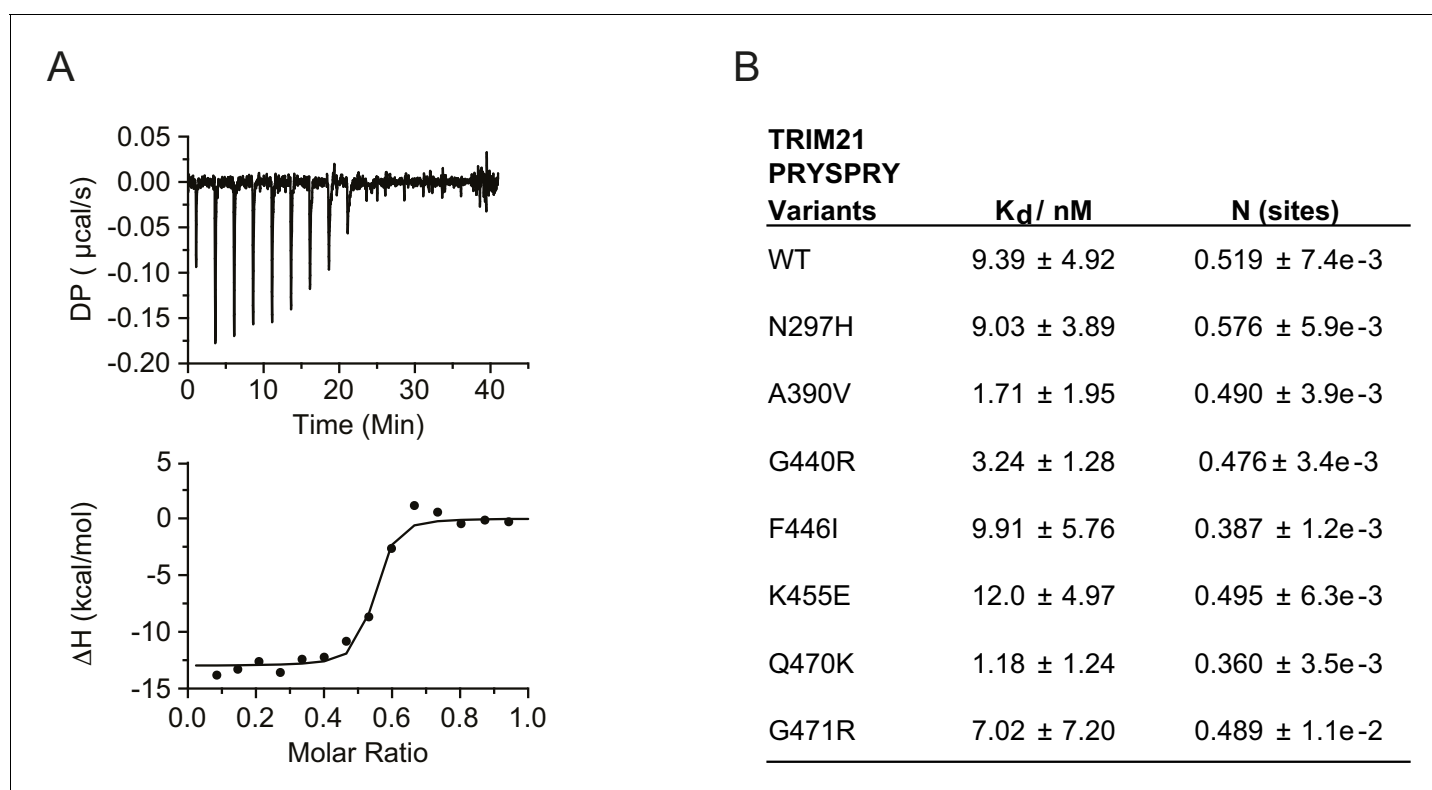 A
0.05
0.00
-0.05
-0.10
-0.15
-0.20
DP ( µcal/s)
0 10 20 30 40
Time (Min)
5
0
-5
-10
-15
ΔH (kcal/mol)
0.0 0.2 0.4 0.6 0.8 1.0
Molar Ratio
B
TRIM21
PRYSPRY
Variants Kd/ nM N (sites)
WT 9.39 ± 4.92 0.519 ± 7.4e-3
N297H 9.03 ± 3.89 0.576 ± 5.9e-3
A390V 1.71 ± 1.95 0.490 ± 3.9e-3
G440R 3.24 ± 1.28 0.476 ± 3.4e-3
F446I 9.91 ± 5.76 0.387 ± 1.2e-3
K455E 12.0 ± 4.97 0.495 ± 6.3e-3
Q470K 1.18 ± 1.24 0.360 ± 3.5e-3
G471R 7.02 ± 7.20 0.489 ± 1.1e-2